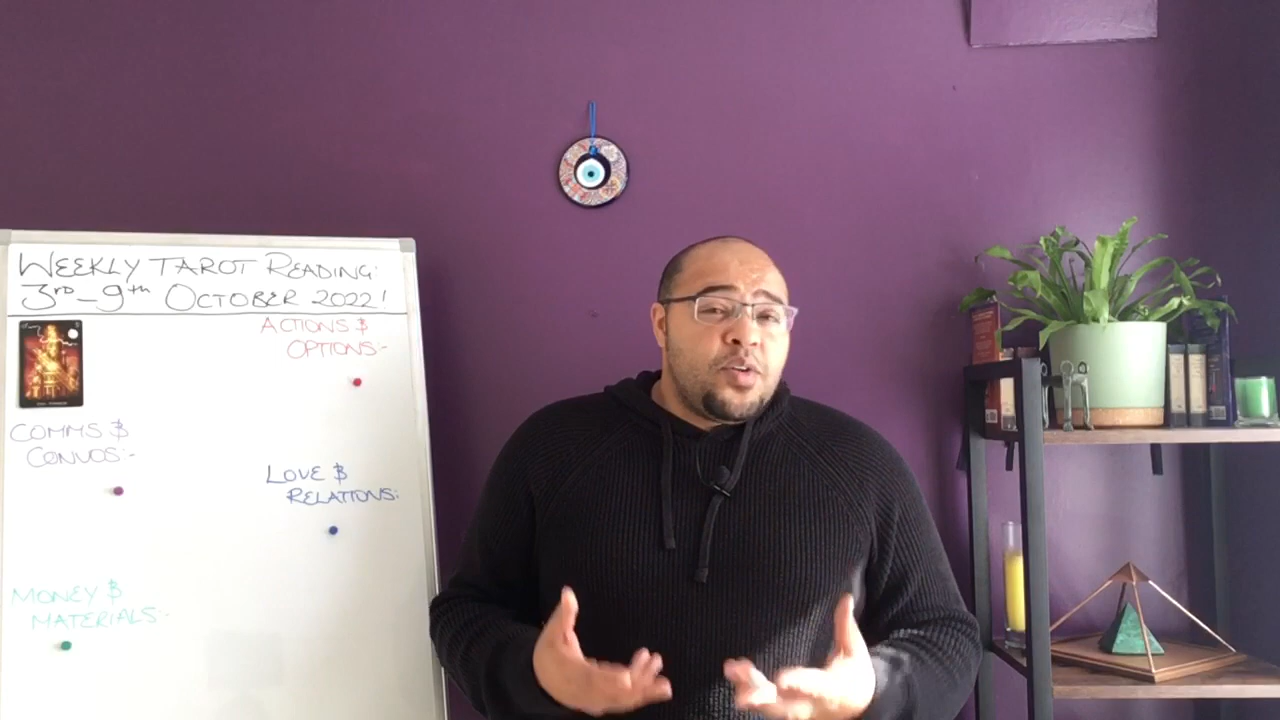 WEEKLY TAROT READING:
3RD - 9TH OCTOBER 2022!
ACTIONS &
OPTIONS:-
COMMS &
CONVOS:-
LOVE &
RELATIONS:
MONEY &
MATERIALS:-